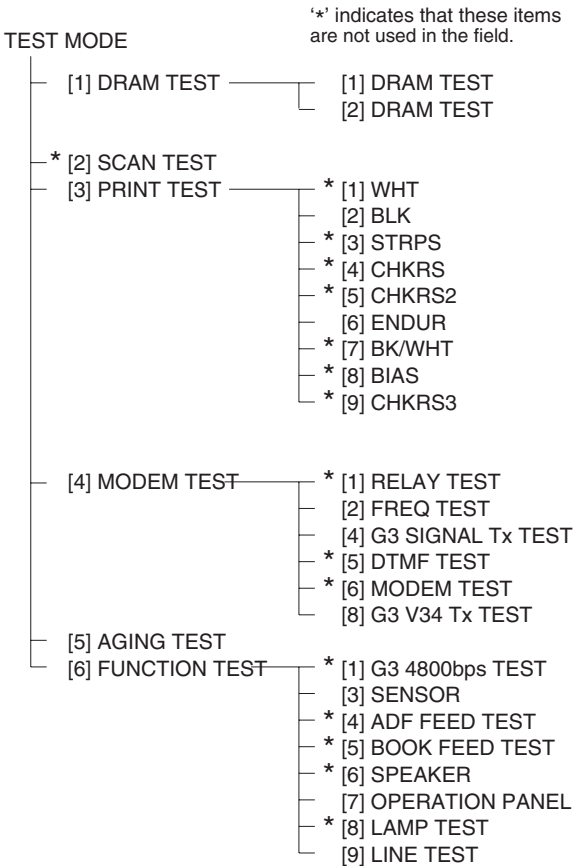 ‘*’ indicates that these items
are not used in the field.
TEST MODE
[1] DRAM TEST
[1] DRAM TEST
[2] DRAM TEST
* [2] SCAN TEST
[3] PRINT TEST
* [1] WHT
[2] BLK
* [3] STRPS
* [4] CHKRS
* [5] CHKRS2
[6] ENDUR
* [7] BK/WHT
* [8] BIAS
* [9] CHKRS3
[4] MODEM TEST
* [1] RELAY TEST
[2] FREQ TEST
[4] G3 SIGNAL Tx TEST
* [5] DTMF TEST
* [6] MODEM TEST
[8] G3 V34 Tx TEST
[5] AGING TEST
[6] FUNCTION TEST
* [1] G3 4800bps TEST
[3] SENSOR
* [4] ADF FEED TEST
* [5] BOOK FEED TEST
* [6] SPEAKER
[7] OPERATION PANEL
* [8] LAMP TEST
[9] LINE TEST